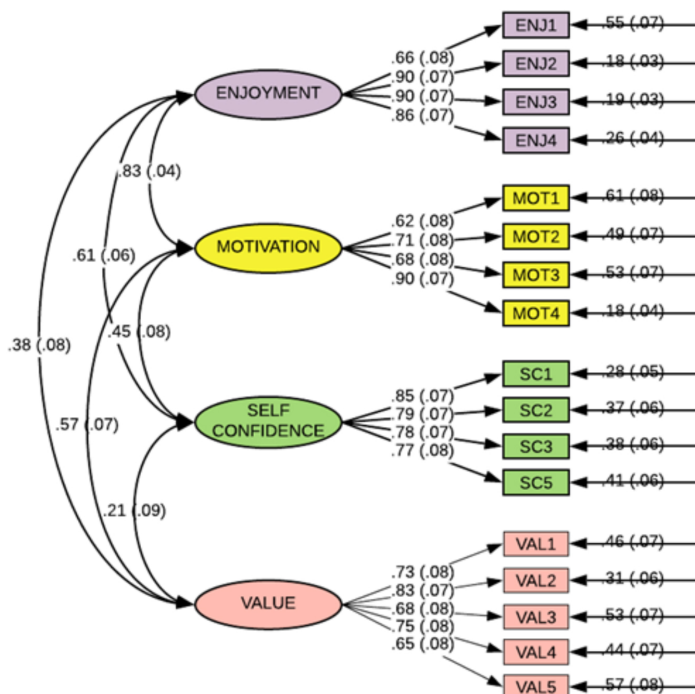 ENJ1
.55 (.07)
.66 (.08)
ENJ2
.18 (.03)
ENJOYMENT
.90 (.07)
.90 (.07)
ENJ3
.19 (.03)
.86 (.07)
ENJ4
.26 (.04)
.83 (.04)
MOT1
.61 (.08)
.62 (.08)
MOT2
.49 (.07)
MOTIVATION
.71 (.08)
.68 (.08)
MOT3
.53 (.07)
.90 (.07)
MOT4
.18 (.04)
.61 (.06)
.45 (.08)
.38 (.08)
SC1
.28 (.05)
.85 (.07)
SC2
.37 (.06)
SELF
CONFIDENCE
.79 (.07)
.78 (.07)
SC3
.38 (.06)
.77 (.08)
SC5
.41 (.06)
.57 (.07)
.21 (.09)
VAL1
.46 (.07)
.73 (.08)
VAL2
.31 (.06)
.83 (.07)
VALUE
.68 (.08)
VAL3
.53 (.07)
.75 (.08)
.65 (.08)
VAL4
.44 (.07)
VAL5
.57 (.08)